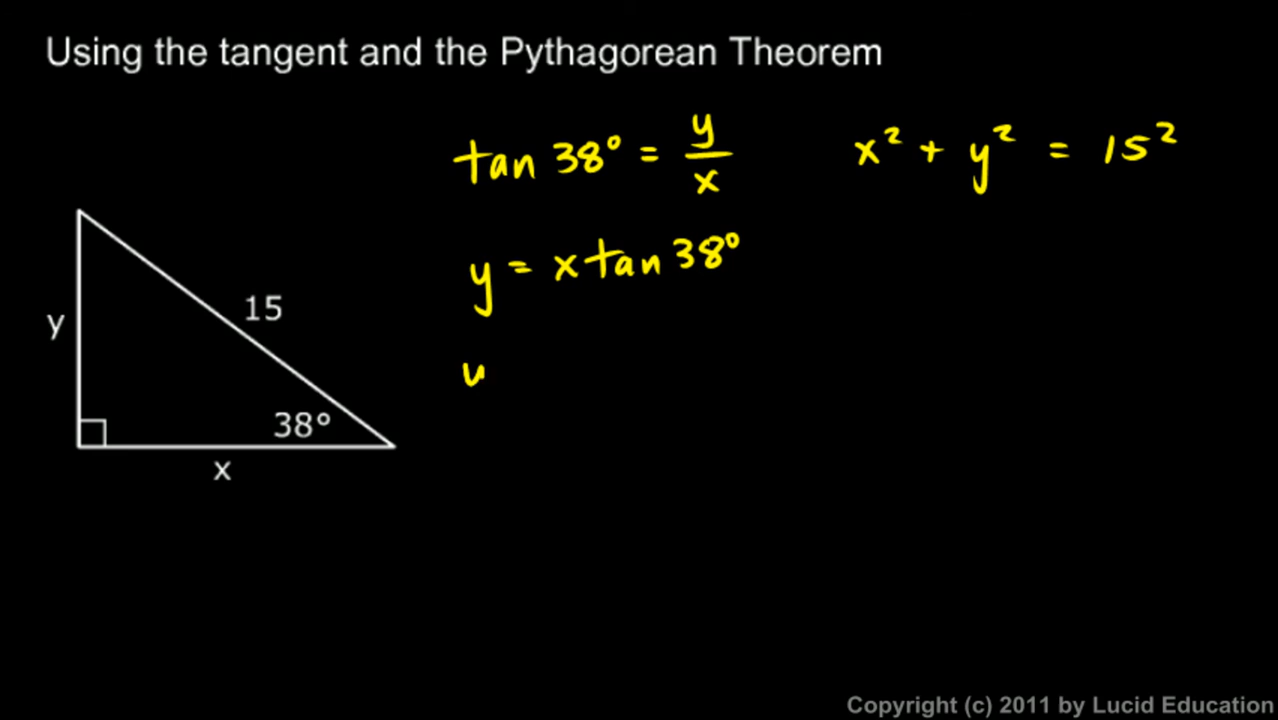 Using the tangent and the Pythagorean Theorem
tan 38° = y/x
x² + y² = 15²
y = x tan 38°
15
y
38°
x
Copyright (c) 2011 by Lucid Education